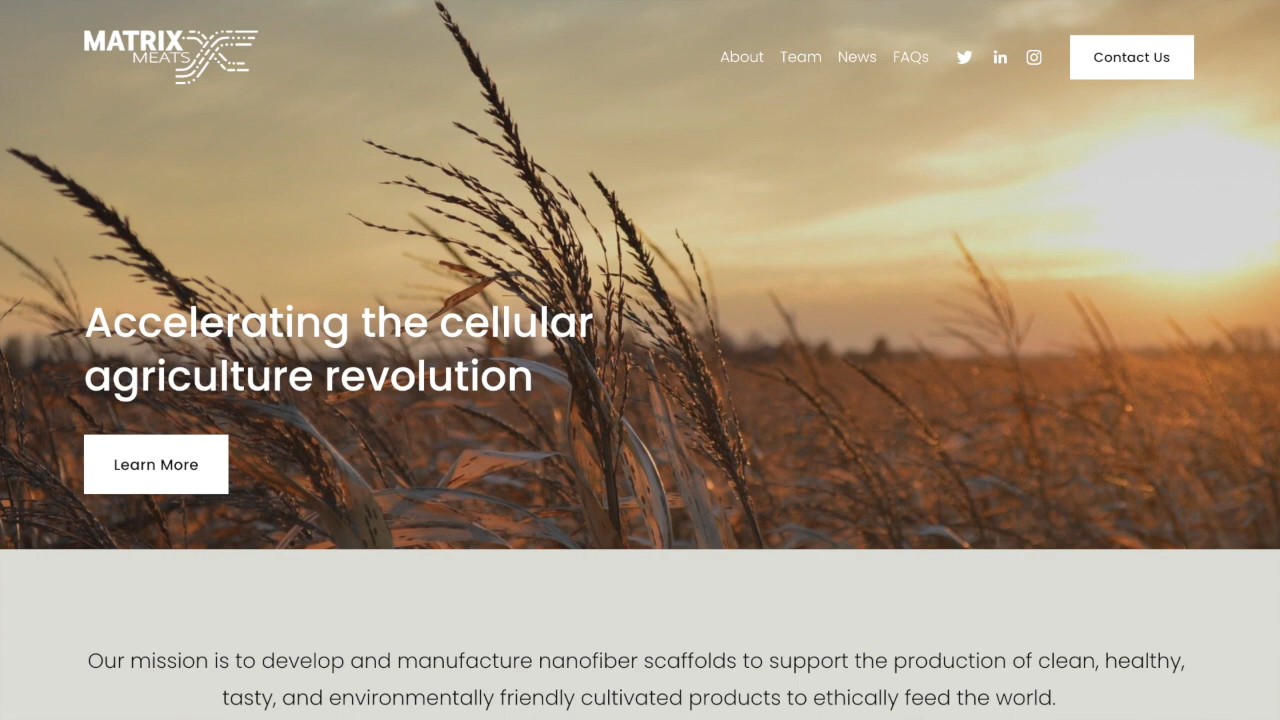 MATRIX
MEATS
About Team News FAQs
Contact Us
Accelerating the cellular
agriculture revolution
Learn More
Our mission is to develop and manufacture nanofiber scaffolds to support the production of clean, healthy,
tasty, and environmentally friendly cultivated products to ethically feed the world.